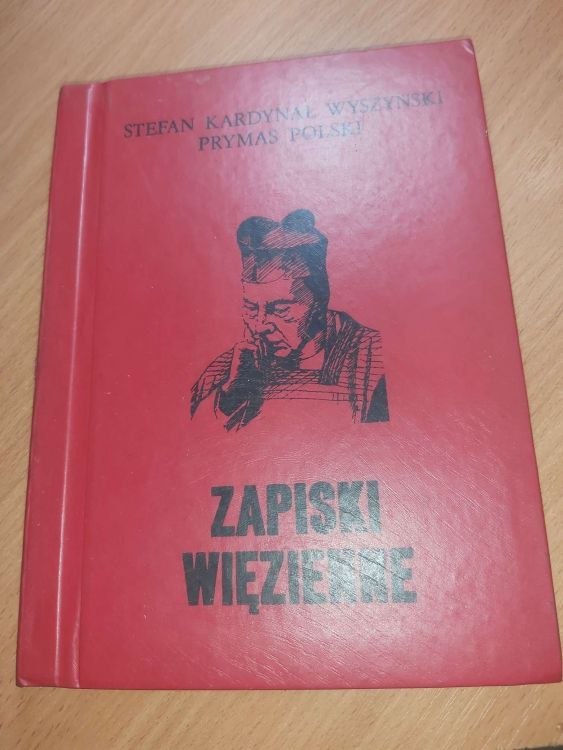 STEFAN KARDYNAŁ WYSZYŃSKI
PRYMAS POLSKI
ZAPISKI
WIĘZIENNE